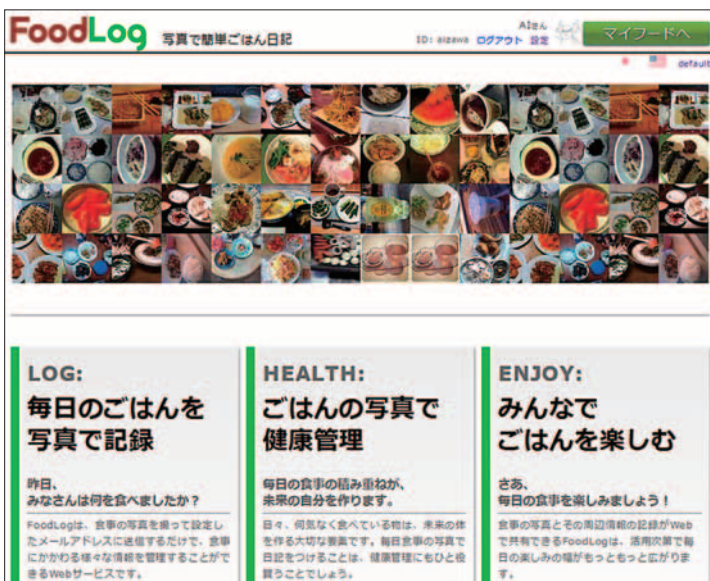 FoodLog 写真で簡単ごはん日記
AIさん
ID: aizawa ログアウト 設定
マイフードへ
default
LOG:
毎日のごはんを
写真で記録
昨日、
みなさんは何を食べましたか？
FoodLogは、食事の写真を撮って設定し
たメールアドレスに送信するだけで、食事
にかかわる様々な情報を管理することがで
きるWebサービスです。
HEALTH:
ごはんの写真で
健康管理
毎日の食事の積み重ねが、
未来の自分を作ります。
日々、何気なく食べている物は、未来の体
を作る大切な要素です。毎日食事の写真で
日記をつけることは、健康管理にもひと役
買うことでしょう。
ENJOY:
みんなで
ごはんを楽しむ
さあ、
毎日の食事を楽しみましょう！
食事の写真とその周辺情報の記録がWeb
で共有できるFoodLogは、活用次第で毎
日の楽しみの幅がもっともっと広がりま
す。